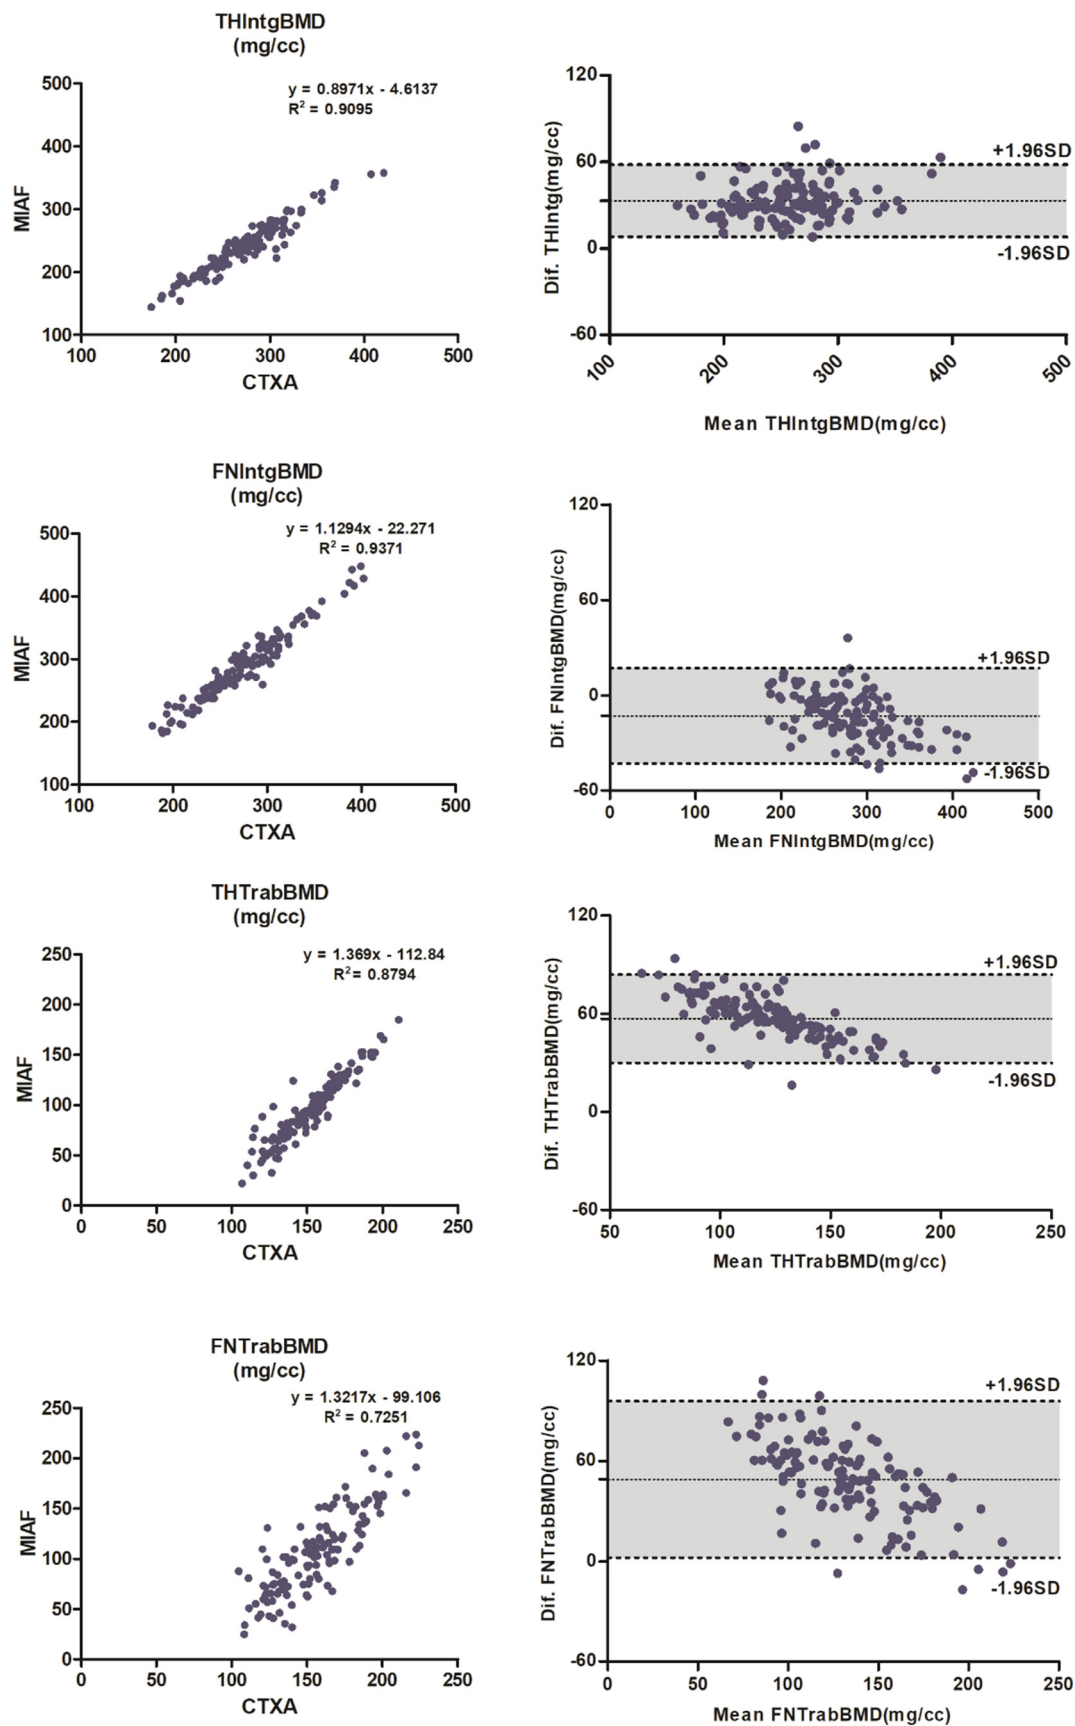 THIntgBMD
(mg/cc)
y = 0.8971x - 4.6137
R² = 0.9095
500
400
300
200
100
MIAF
100 200 300 400 500
CTXA
120
60
0
-60
Dif. THIntg(mg/cc)
+1.96SD
-1.96SD
100 200 300 400 500
Mean THIntgBMD(mg/cc)
FNIntgBMD
(mg/cc)
y = 1.1294x - 22.271
R² = 0.9371
500
400
300
200
100
MIAF
100 200 300 400 500
CTXA
120
60
0
-60
Dif. FNIntgBMD(mg/cc)
+1.96SD
-1.96SD
0 100 200 300 400 500
Mean FNIntgBMD(mg/cc)
THTrabBMD
(mg/cc)
y = 1.369x - 112.84
R² = 0.8794
250
200
150
100
50
0
MIAF
0 50 100 150 200 250
CTXA
120
60
0
-60
Dif. THTrabBMD(mg/cc)
+1.96SD
-1.96SD
50 100 150 200 250
Mean THTrabBMD(mg/cc)
FNTrabBMD
(mg/cc)
y = 1.3217x - 99.106
R² = 0.7251
250
200
150
100
50
0
MIAF
0 50 100 150 200 250
CTXA
120
60
0
-60
Dif. FNTrabBMD(mg/cc)
+1.96SD
-1.96SD
0 50 100 150 200 250
Mean FNTrabBMD(mg/cc)